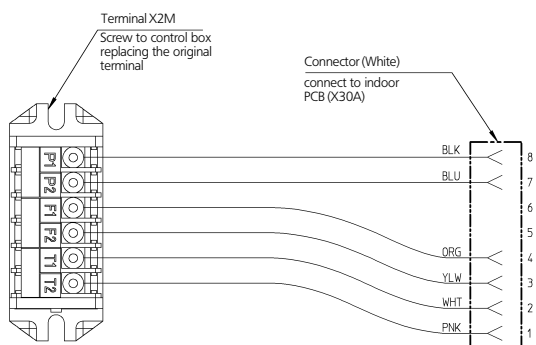 Terminal X2M
Screw to control box
replacing the original
terminal
Connector (White)
connect to indoor
PCB (X30A)
P1
P2
F1
F2
T1
T2
BLK
BLU
ORG
YLW
WHT
PNK
8
7
6
5
4
3
2
1